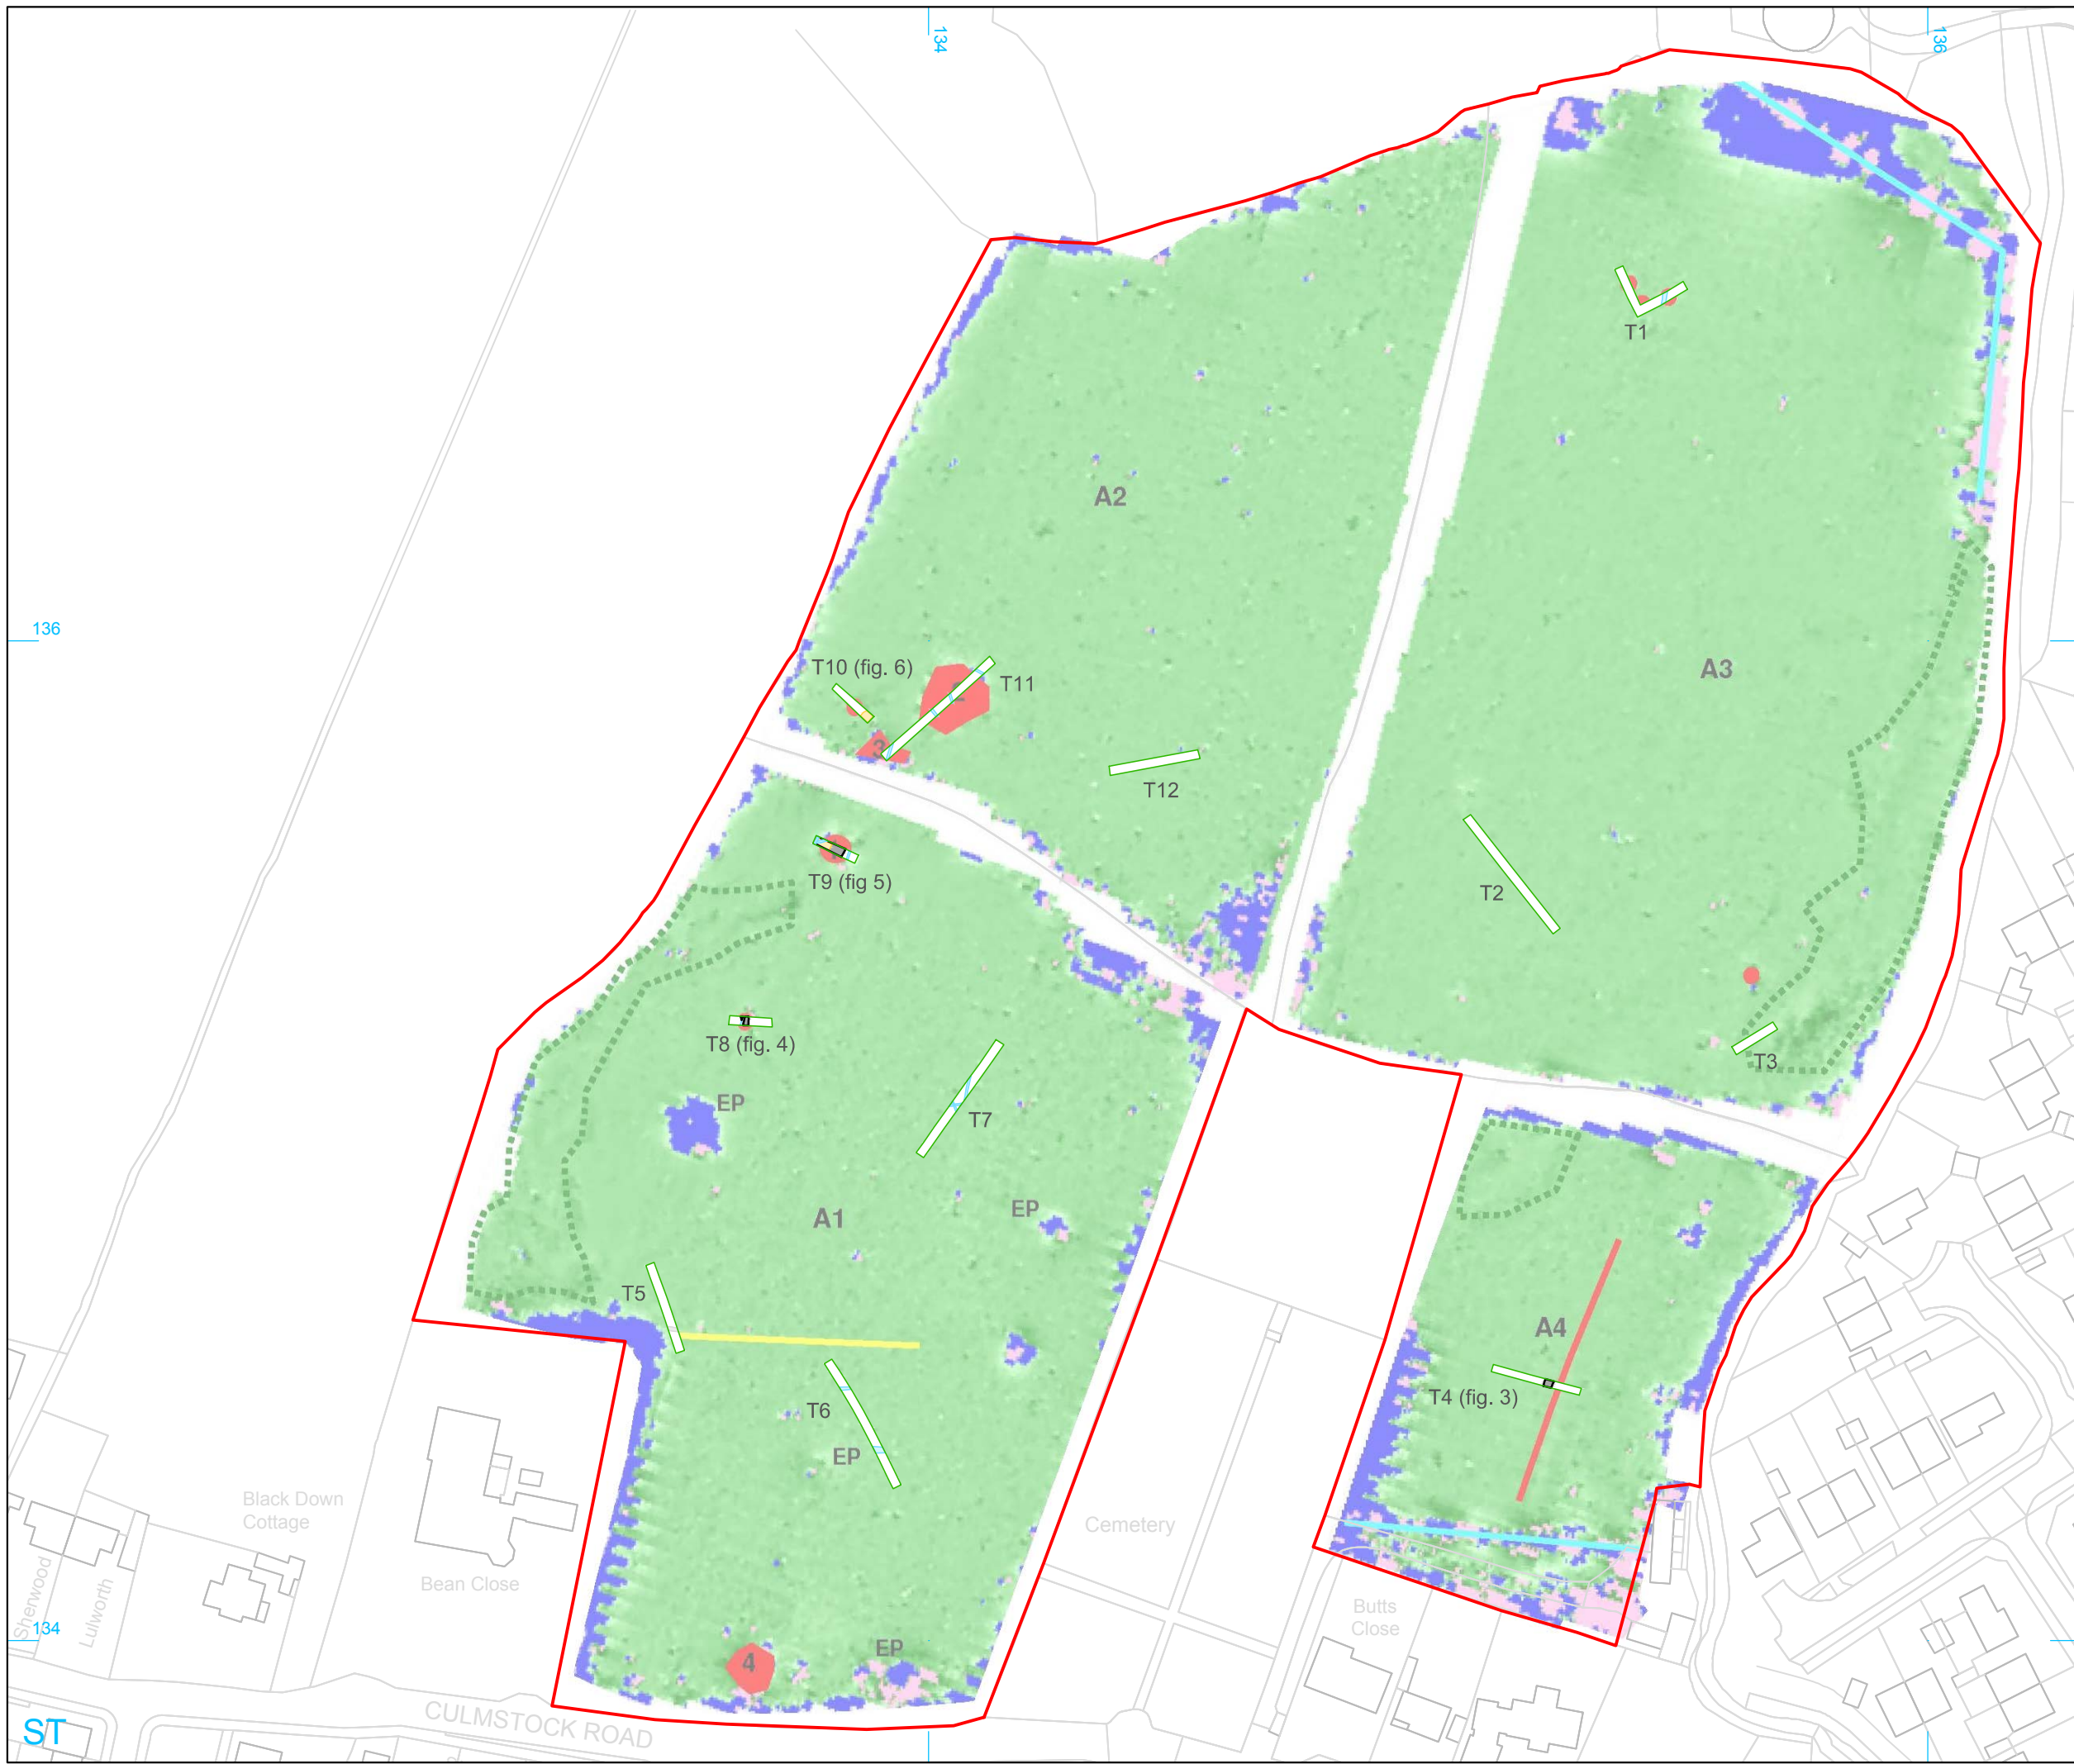 134
136
T1
A2
136
A3
T10 (fig. 6)
T11
3
T12
T9 (fig 5)
T2
T8 (fig. 4)
T3
EP
T7
EP
A1
T5
A4
T4 (fig. 3)
T6
EP
Black Down
Cottage
Cemetery
Sherwood
Lulworth
Bean Close
Butts
Close
134
EP
4
CULMSTOCK ROAD
ST